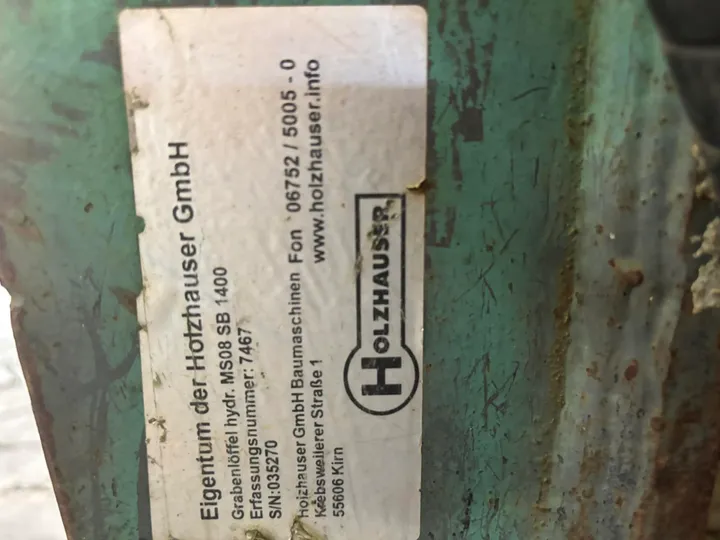 Eigentum der Holzhauser GmbH
Grabenlöffel hydr. MS08 SB 1400
Erfassungsnummer: 7467
S/N:035270
Holzhauser GmbH Baumaschinen Fon 06752 / 5005 - 0
Krebsweilerer Straße 1 www.holzhauser.info
55606 Kirn
HOLZHAUSER